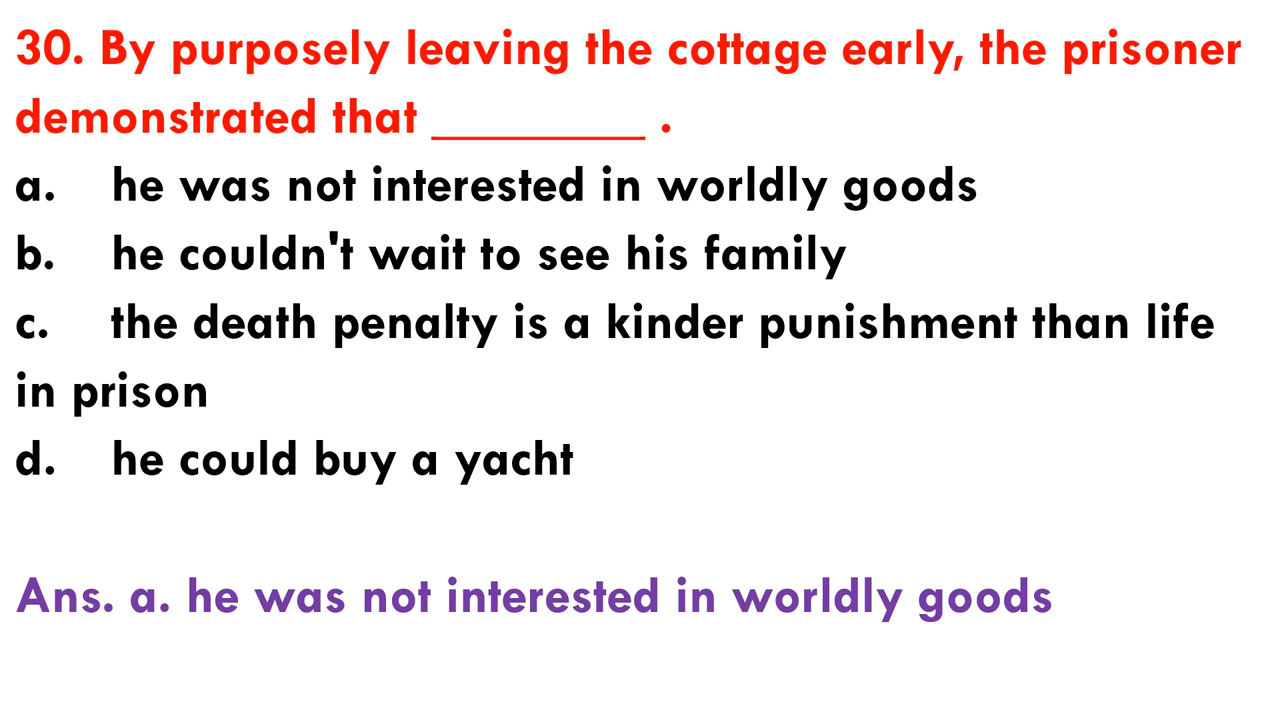 30. By purposely leaving the cottage early, the prisoner
demonstrated that _________ .
a. he was not interested in worldly goods
b. he couldn't wait to see his family
c. the death penalty is a kinder punishment than life
in prison
d. he could buy a yacht
Ans. a. he was not interested in worldly goods